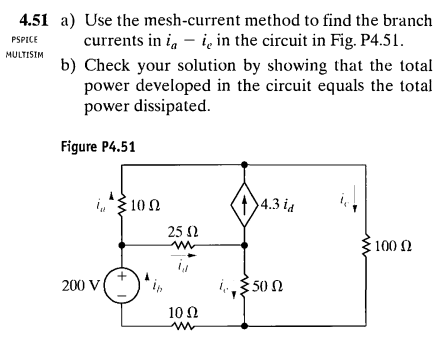 4.51 a) Use the mesh-current method to find the branch
PSPICE currents in i_a − i_e in the circuit in Fig. P4.51.
MULTISIM
b) Check your solution by showing that the total
power developed in the circuit equals the total
power dissipated.
Figure P4.51
i_a 10 Ω
4.3 i_d
i_e
100 Ω
25 Ω
i_d
200 V
+
−
i_b
i_c
50 Ω
10 Ω